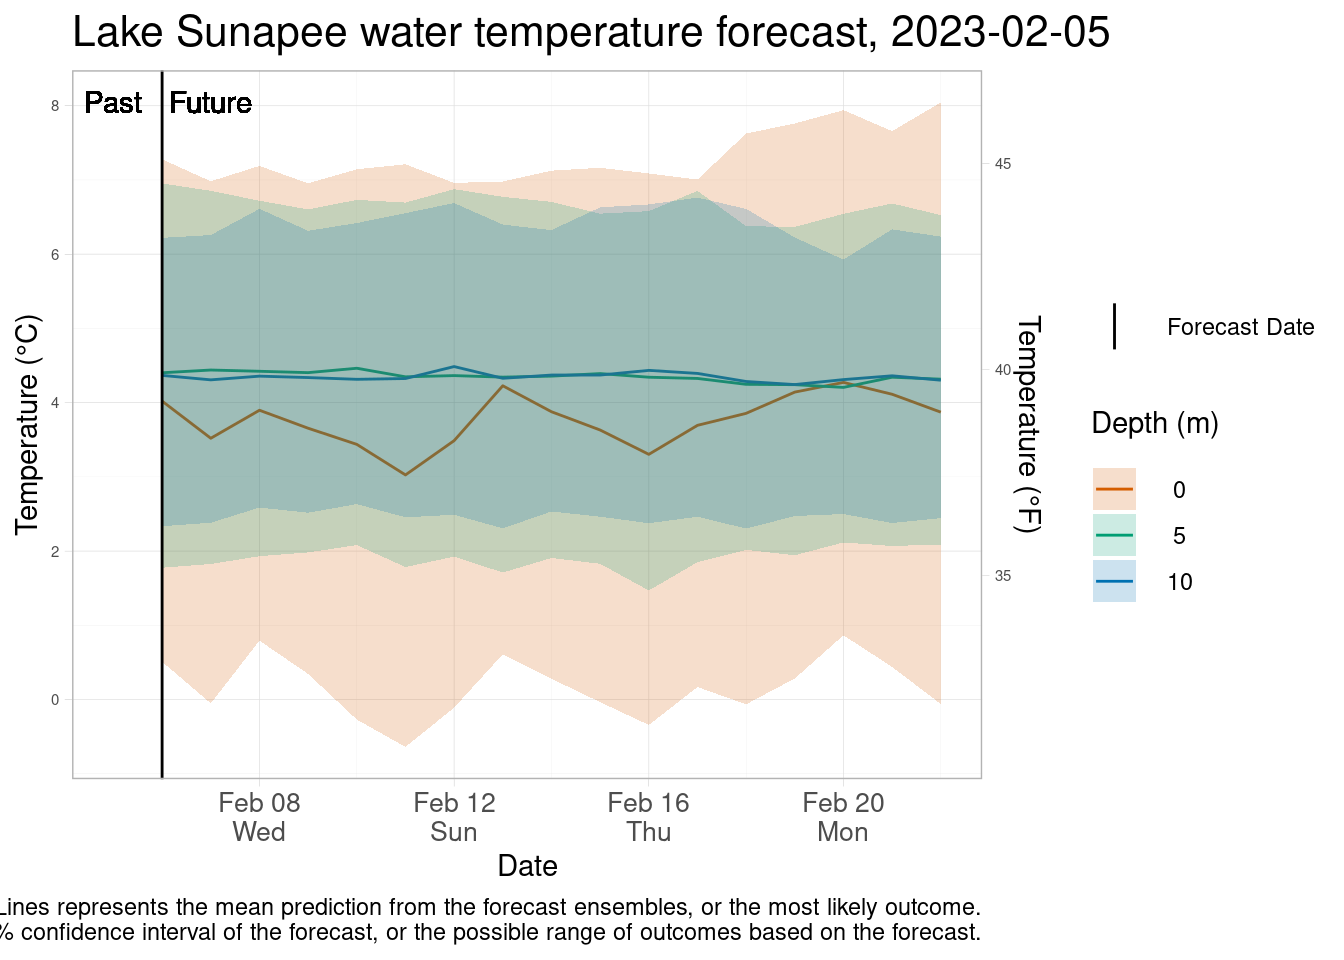 Lake Sunapee water temperature forecast, 2023-02-05
Past
Future
8
6
4
2
0
45
40
35
Temperature (°C)
Temperature (°F)
Feb 08
Wed
Feb 12
Sun
Feb 16
Thu
Feb 20
Mon
Date
Forecast Date
Depth (m)
0
5
10
Lines represents the mean prediction from the forecast ensembles, or the most likely outcome.
% confidence interval of the forecast, or the possible range of outcomes based on the forecast.